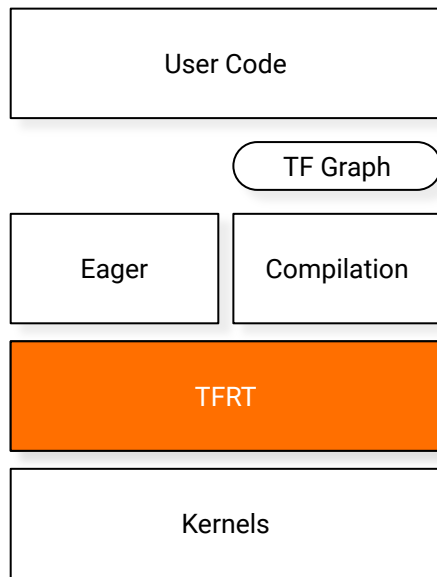 User Code
TF Graph
Eager
Compilation
TFRT
Kernels